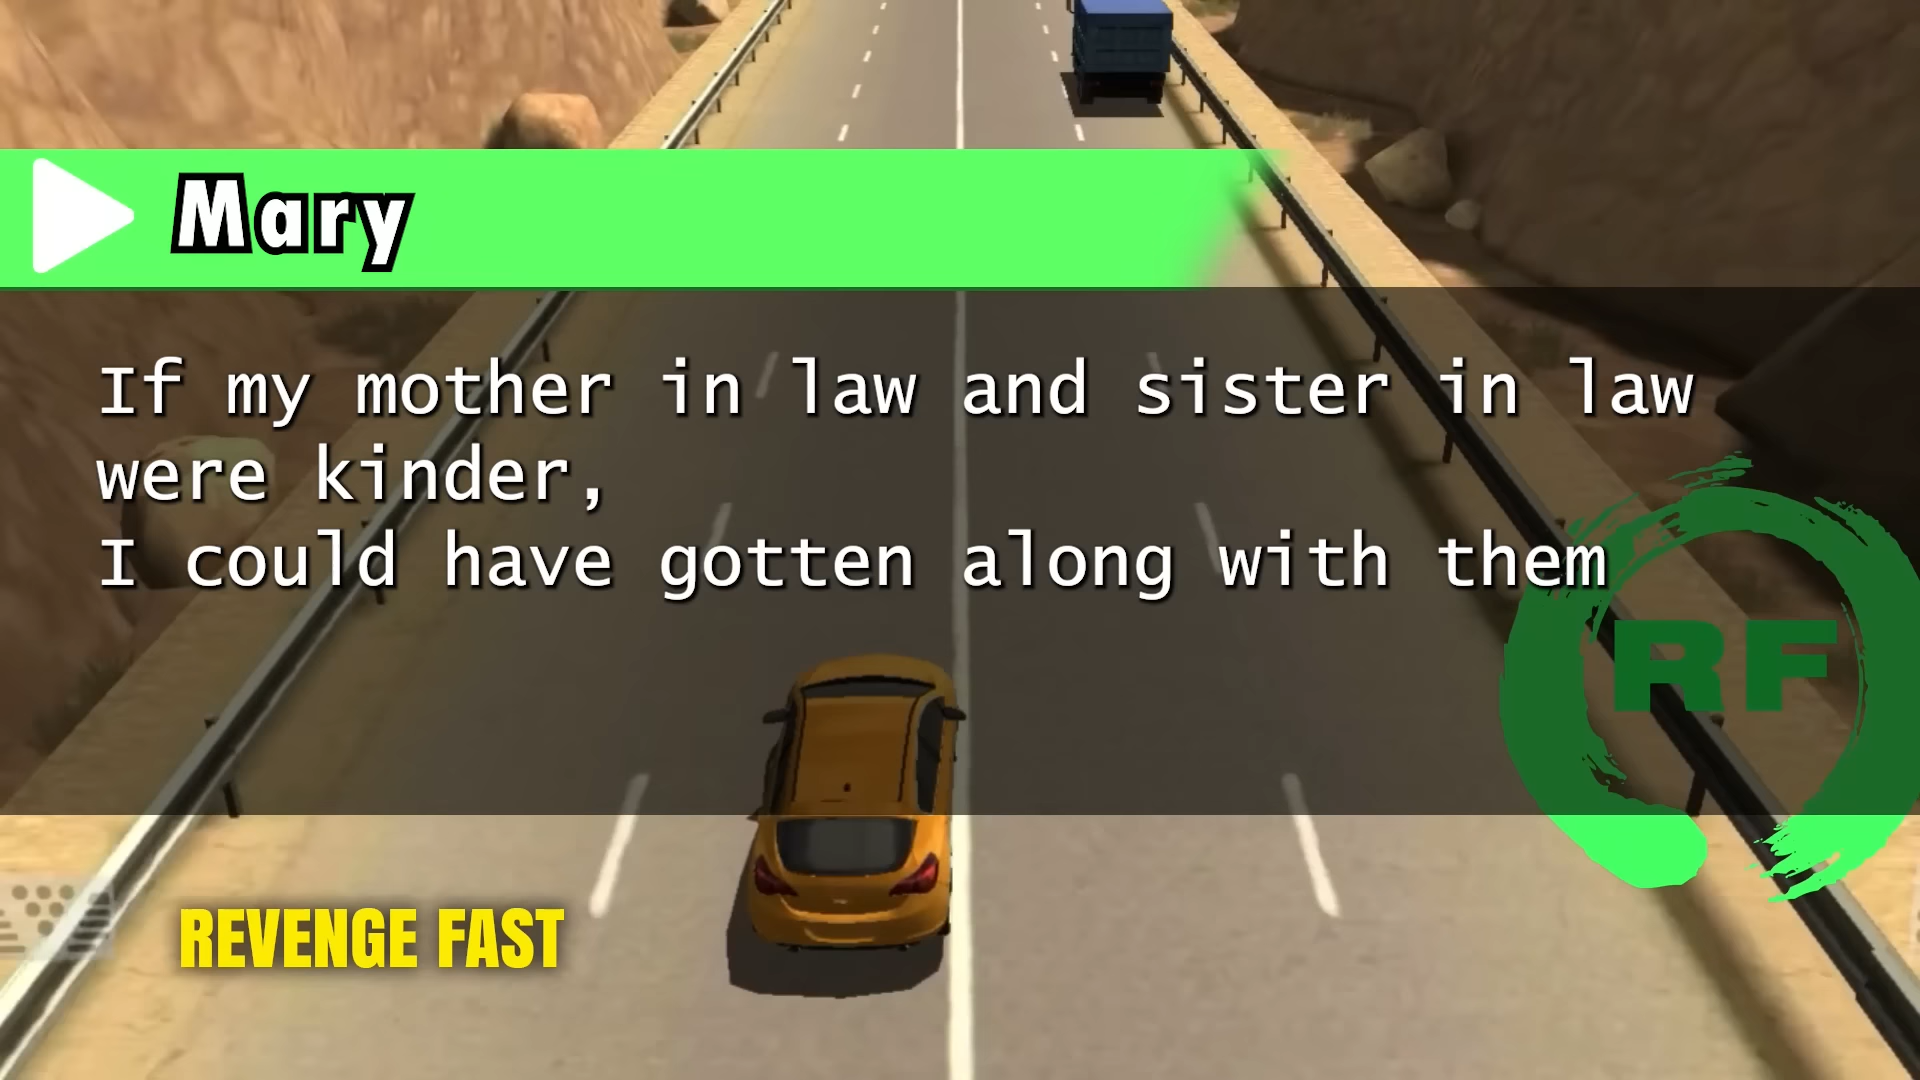 Mary
If my mother in law and sister in law
were kinder,
I could have gotten along with them
RF
REVENGE FAST